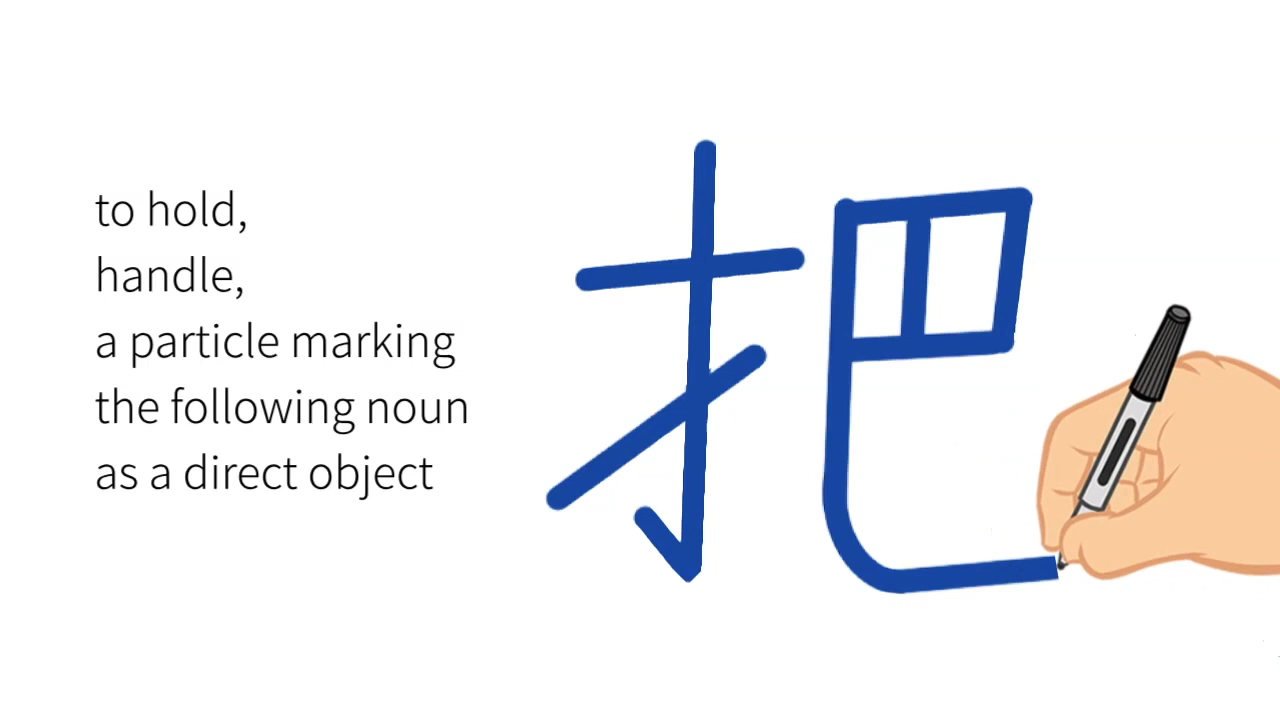 to hold,
handle,
a particle marking
the following noun
as a direct object
把